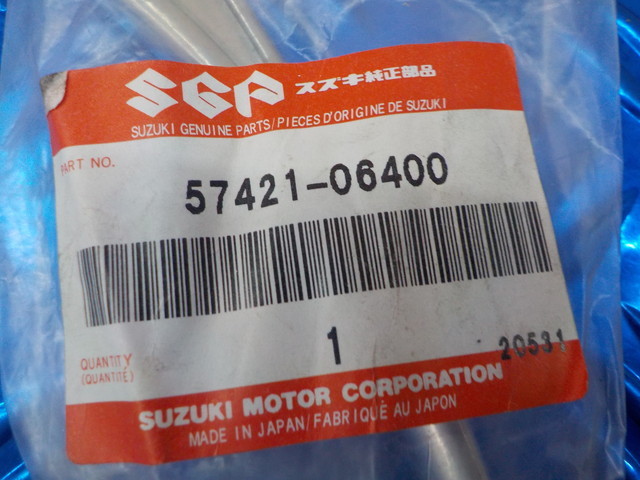 SGP スズキ純正部品
SUZUKI GENUINE PARTS/PIECES D'ORIGINE DE SUZUKI
PART NO.
57421-06400
1
QUANTITY
(QUANTITÉ)
20531
SUZUKI MOTOR CORPORATION
MADE IN JAPAN/FABRIQUÉ AU JAPON